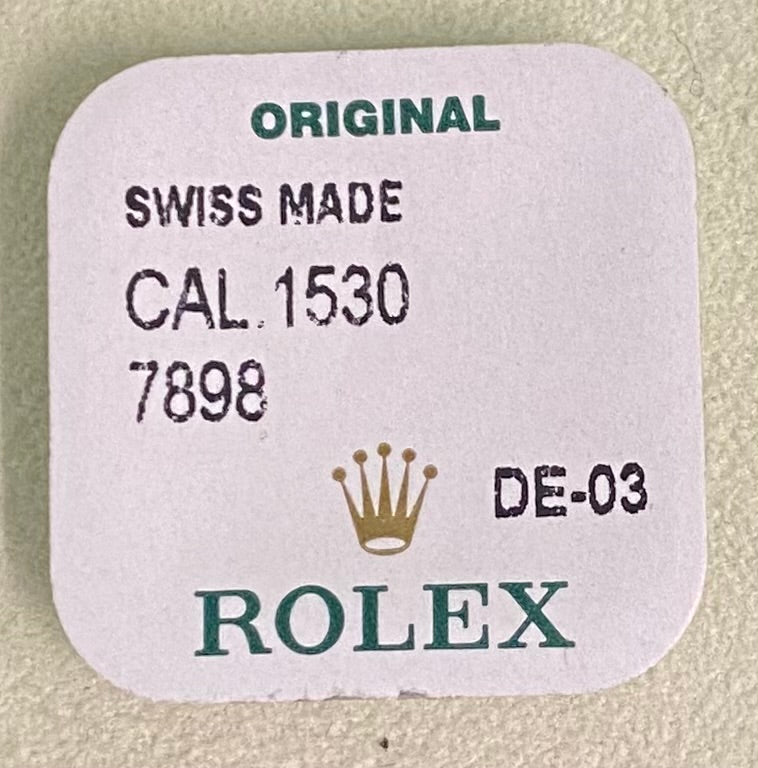 ORIGINAL
SWISS MADE
CAL. 1530
7898
DE-03
ROLEX